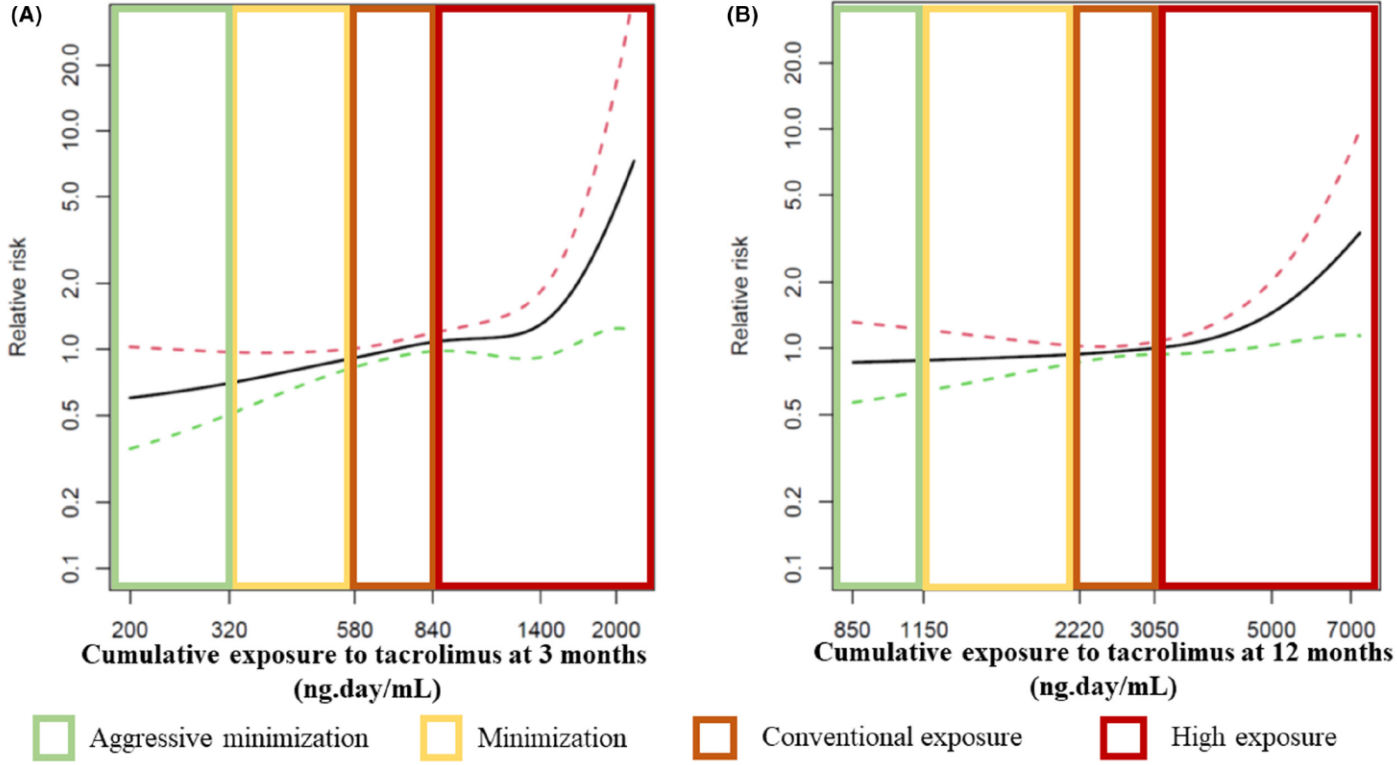 (A)
20.0
10.0
5.0
2.0
1.0
0.5
0.2
0.1
Relative risk
200 320 580 840 1400 2000
Cumulative exposure to tacrolimus at 3 months
(ng.day/mL)
(B)
20.0
10.0
5.0
2.0
1.0
0.5
0.2
0.1
Relative risk
850 1150 2220 3050 5000 7000
Cumulative exposure to tacrolimus at 12 months
(ng.day/mL)
Aggressive minimization Minimization Conventional exposure High exposure